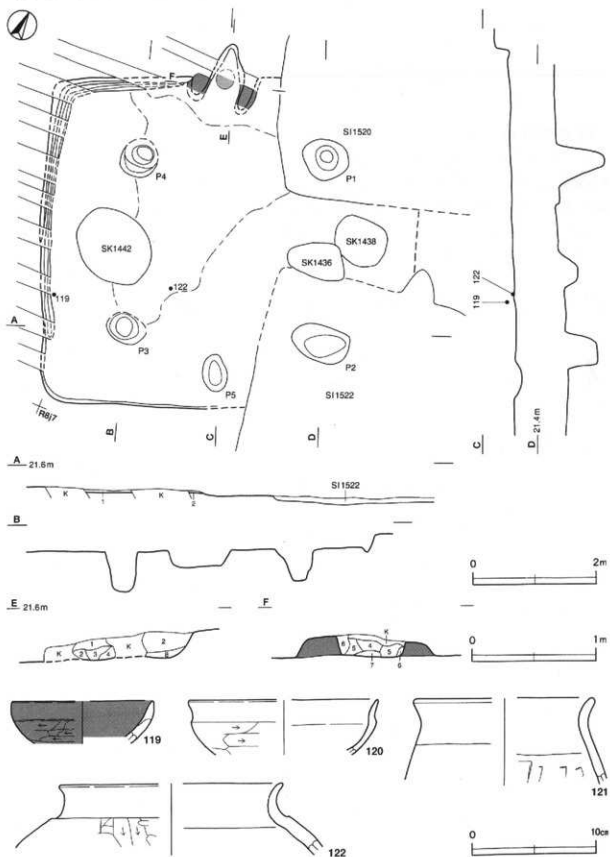 F
E
E
SI1520
P1
P4
SK1442
SK1438
SK1436
122
119
P3
A
P2
P5
SI1522
R8j7
B
C
D
122
119
C
D 21.4m
A 21.6m
SI1522
K
1
K
2
B
0 2m
E 21.6m
F
K
1
2
3
4
K
2
K
6
5
4
5
7
6
0 1m
119
120
121
122
0 10cm